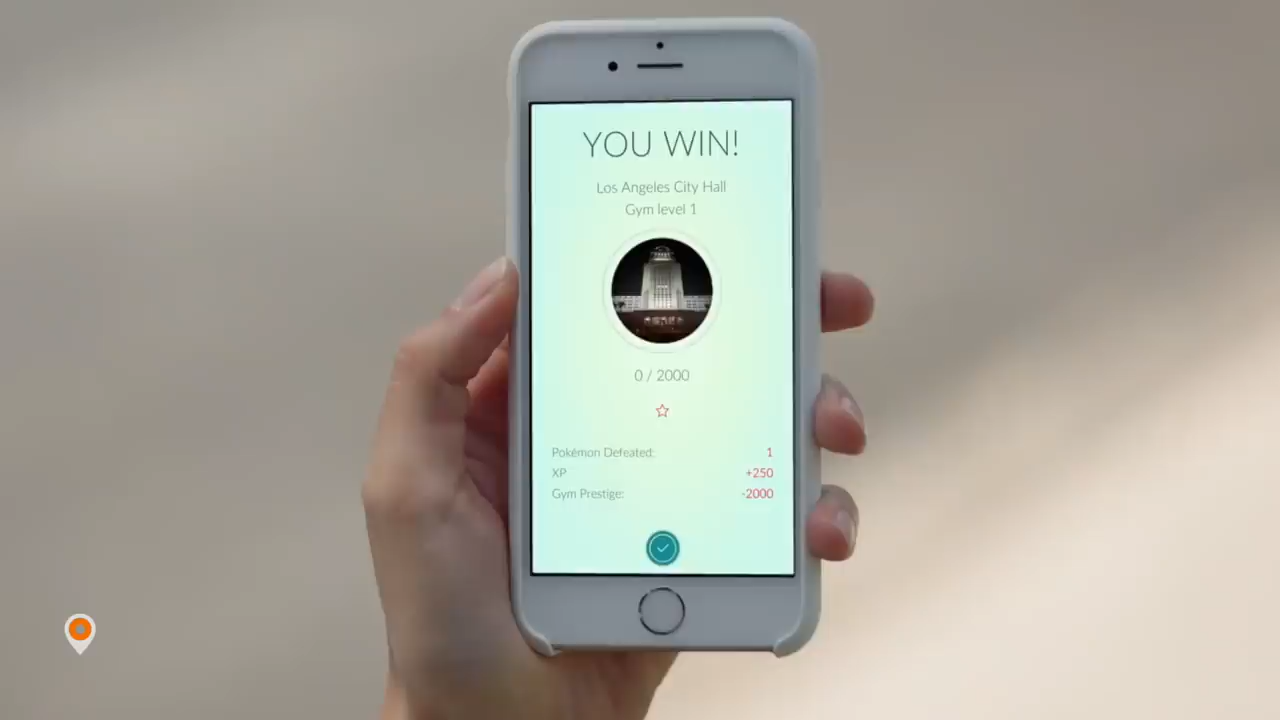 YOU WIN!
Los Angeles City Hall
Gym level 1
0 / 2000
Pokémon Defeated: 1
XP +250
Gym Prestige: -2000